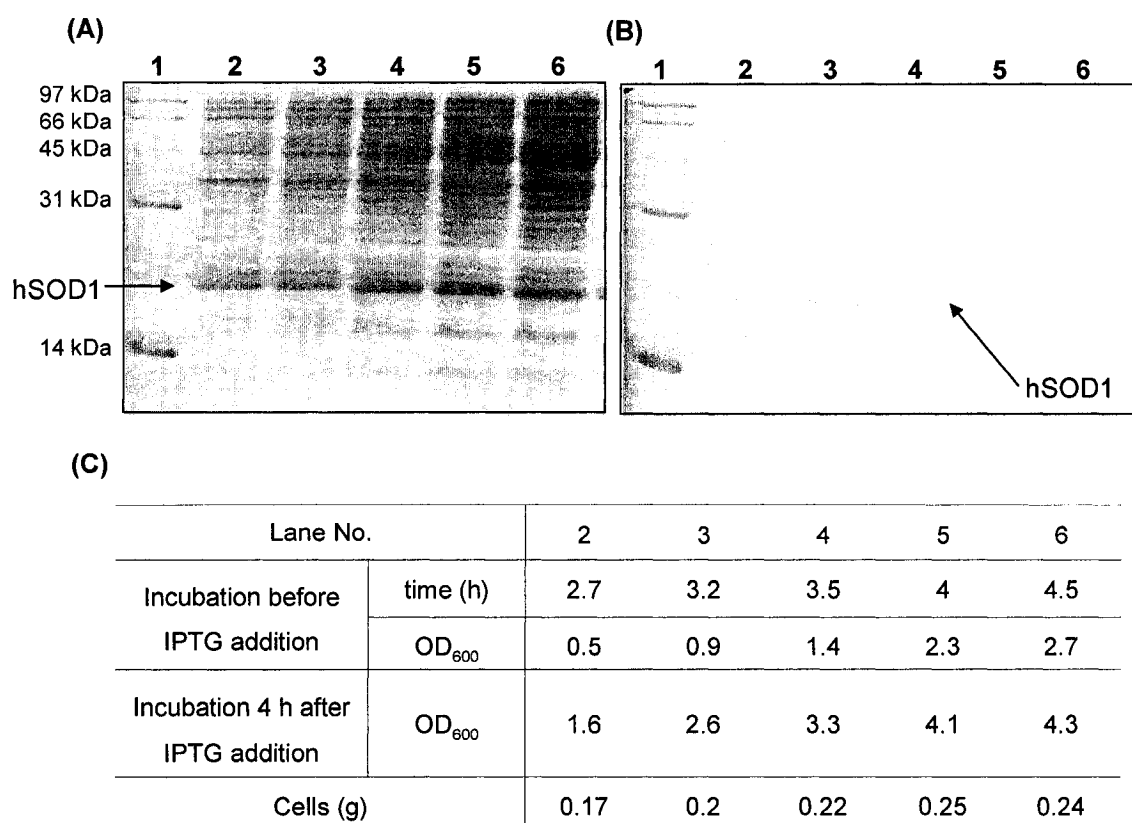 (A)
1 2 3 4 5 6
97 kDa
66 kDa
45 kDa
31 kDa
hSOD1
14 kDa
(B)
1 2 3 4 5 6
hSOD1
(C)
Lane No. 2 3 4 5 6
Incubation before IPTG addition time (h) 2.7 3.2 3.5 4 4.5
OD600 0.5 0.9 1.4 2.3 2.7
Incubation 4 h after IPTG addition OD600 1.6 2.6 3.3 4.1 4.3
Cells (g) 0.17 0.2 0.22 0.25 0.24